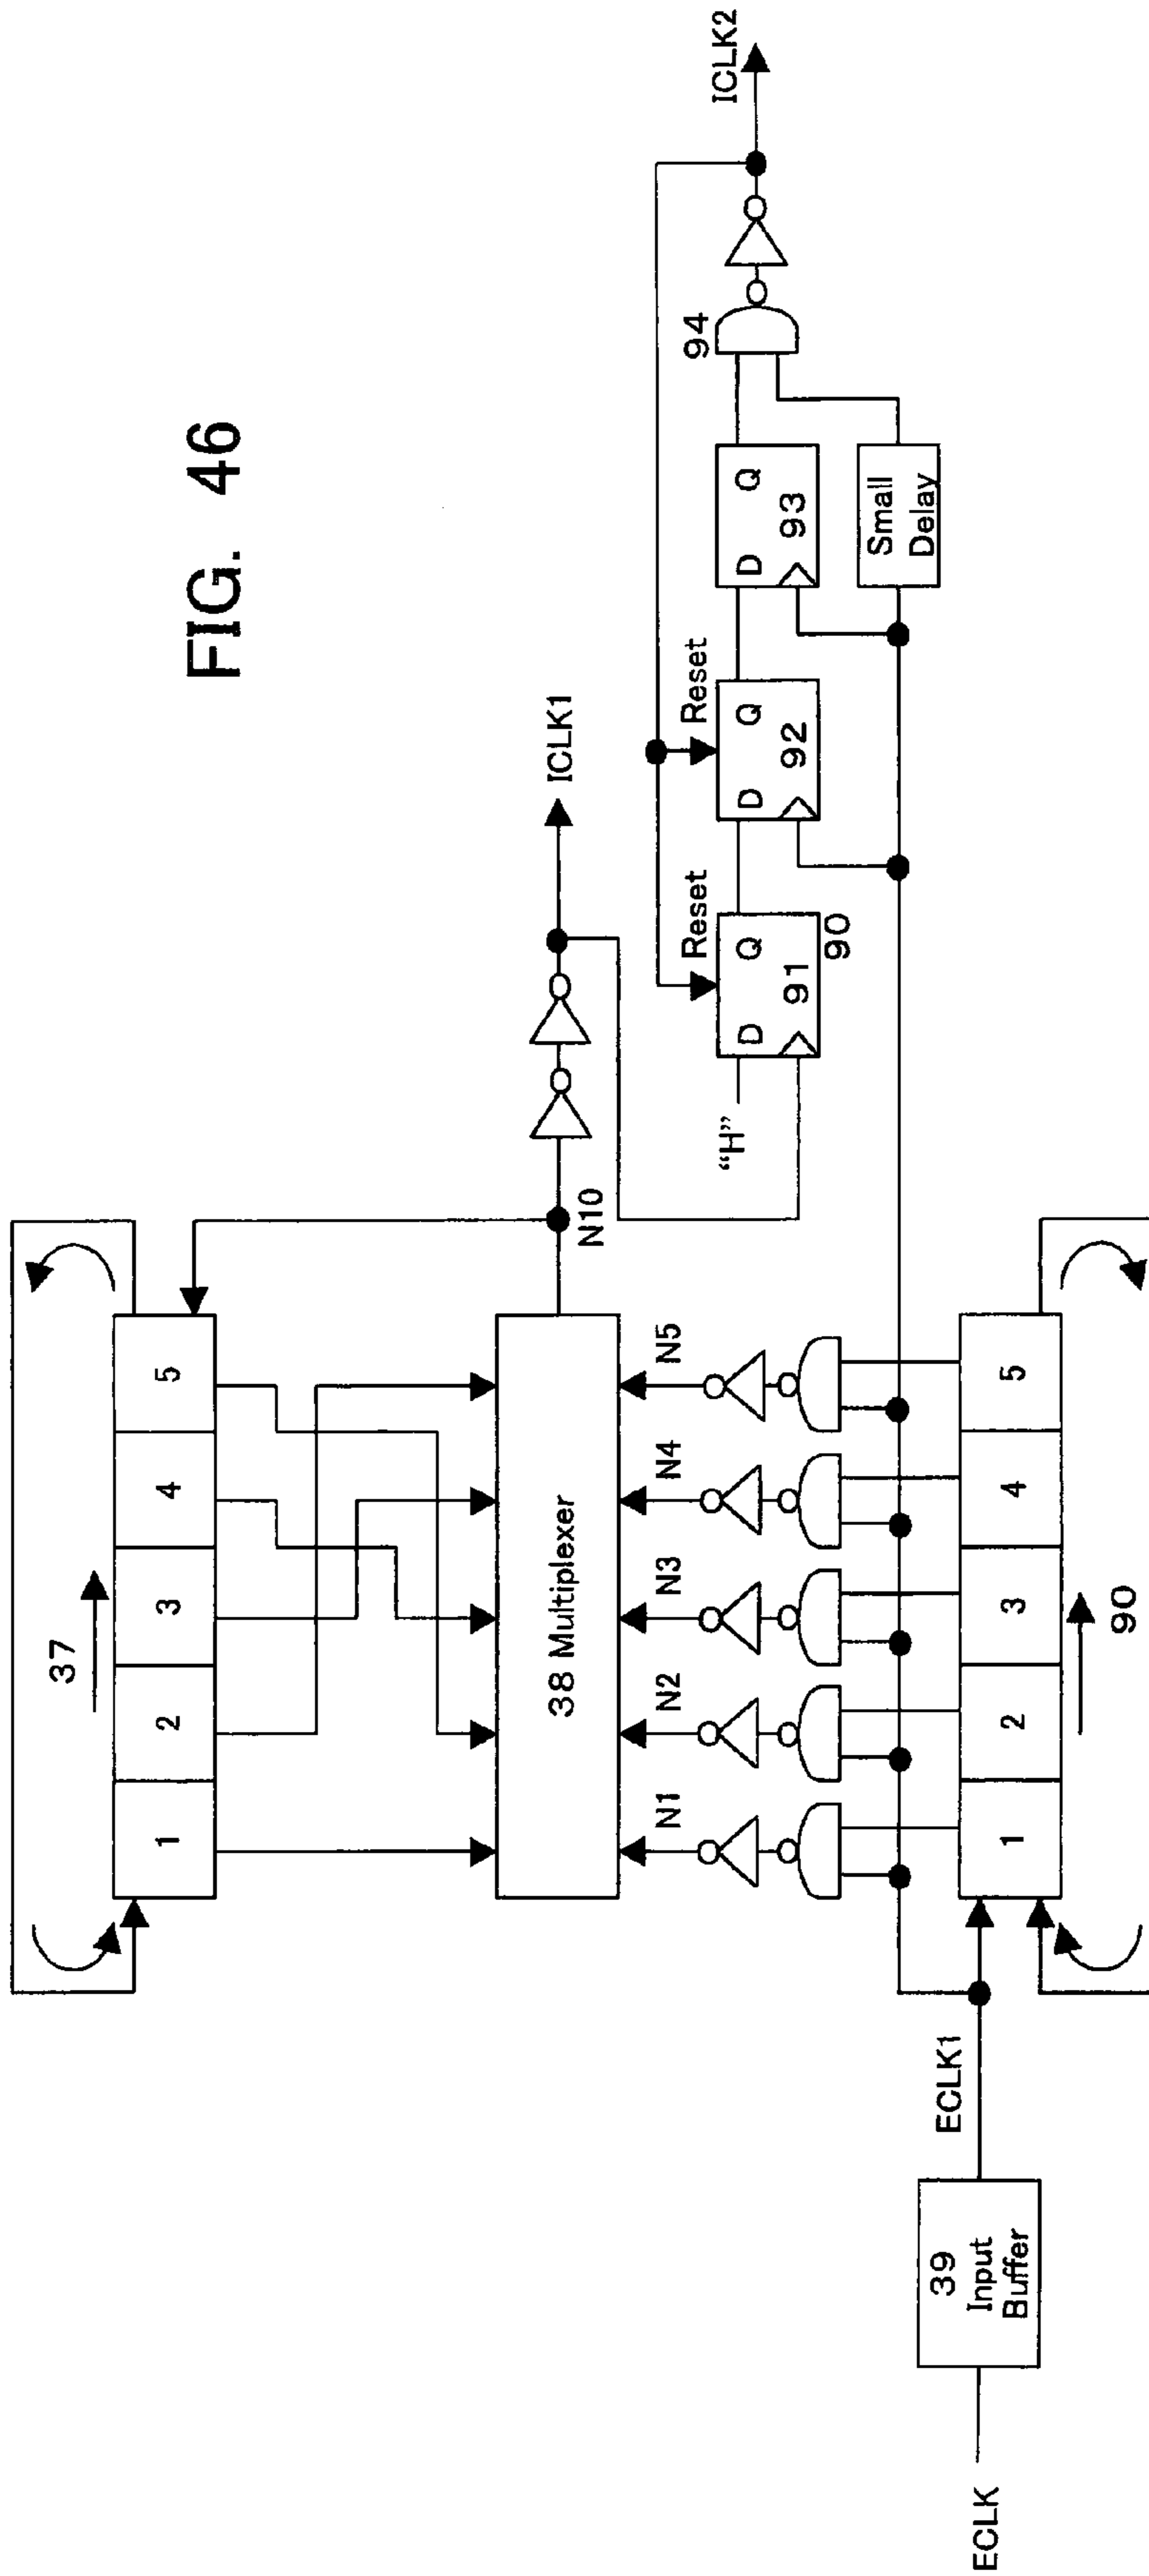 FIG. 46
37
1
2
3
4
5
38 Multiplexer
N10
ICLK1
N1
N2
N3
N4
N5
"H"
D
Q
91
90
Reset
D
Q
92
Reset
D
Q
93
94
ICLK2
Small
Delay
ECLK
39
Input
Buffer
ECLK1
1
2
3
4
5
90